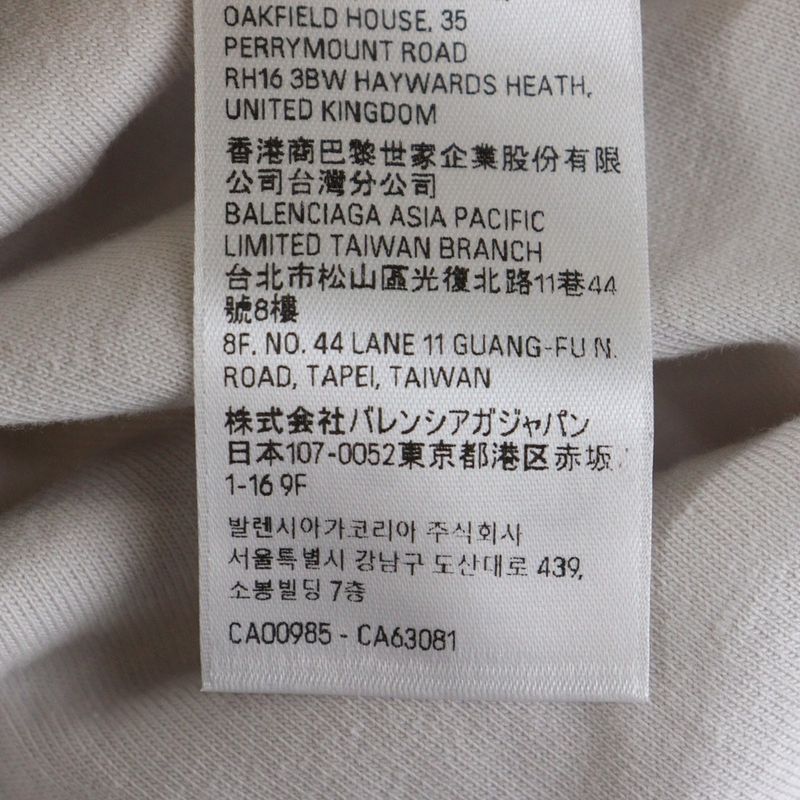 OAKFIELD HOUSE, 35
PERRYMOUNT ROAD
RH16 3BW HAYWARDS HEATH,
UNITED KINGDOM
香港商巴黎世家企業股份有限
公司台灣分公司
BALENCIAGA ASIA PACIFIC
LIMITED TAIWAN BRANCH
台北市松山區光復北路11巷44
號8樓
8F. NO. 44 LANE 11 GUANG-FU N.
ROAD, TAPEI, TAIWAN
株式会社バレンシアガジャパン
日本107-0052東京都港区赤坂
1-16 9F
발렌시아가코리아 주식회사
서울특별시 강남구 도산대로 439,
소봉빌딩 7층
CA00985 - CA63081